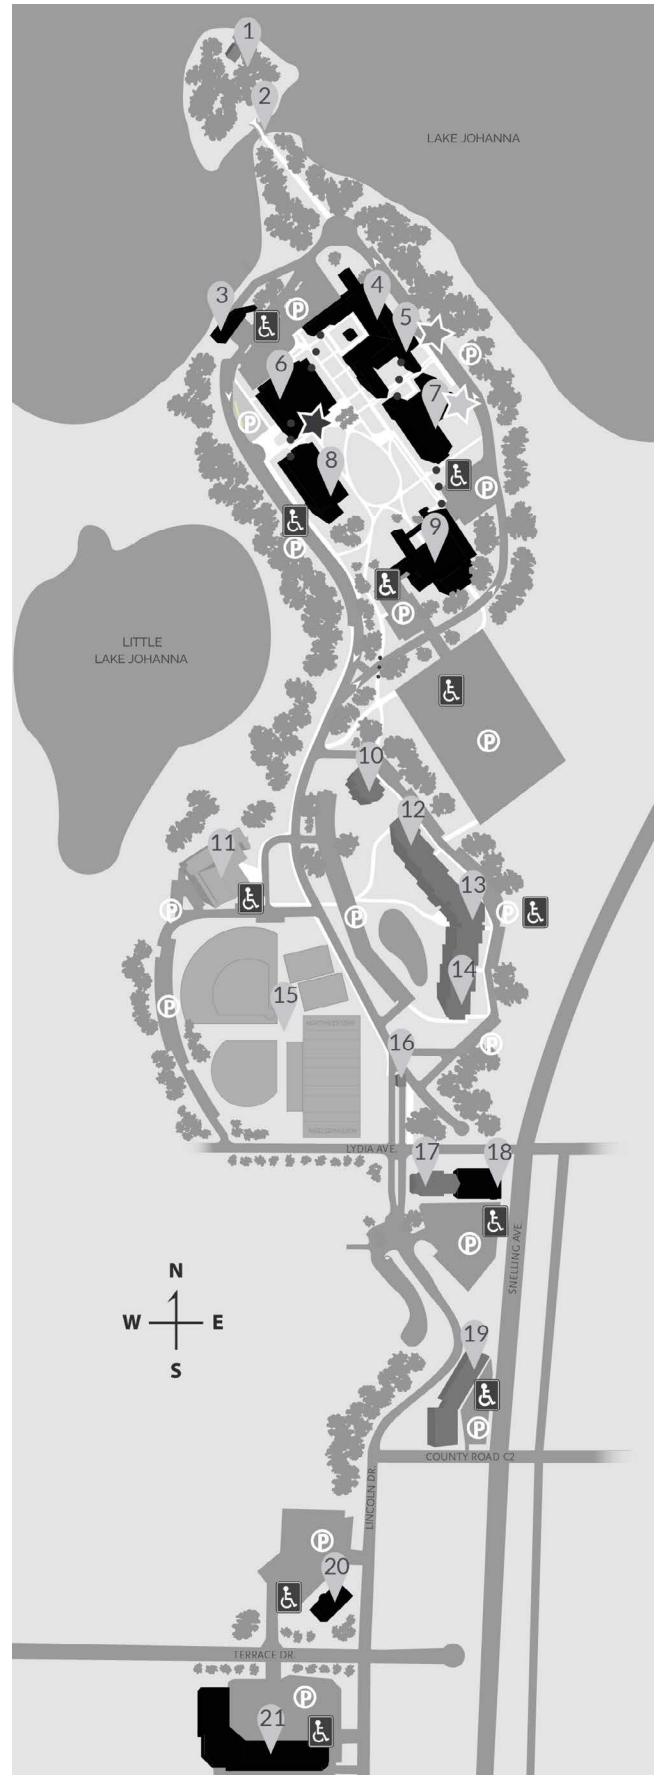 1
2
LAKE JOHANNA
3
4
P
5
P
6
7
P
8
P
9
P
P
LITTLE
LAKE JOHANNA
P
10
12
11
13
P
P
P
14
15
P
16
P
LYDIA AVE.
17
18
P
SNELLING AVE.
N
W E
S
19
P
COUNTY ROAD C2
LINCOLN DR.
P
20
TERRACE DR.
P
21